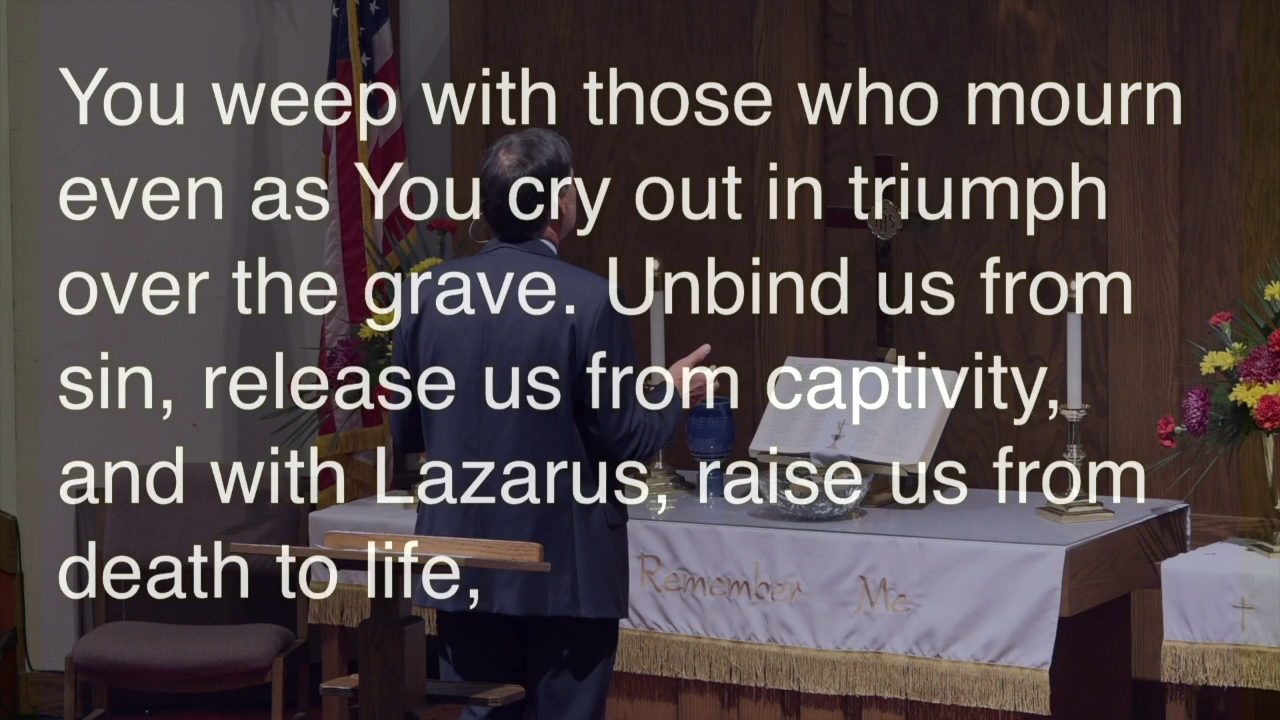 You weep with those who mourn
even as You cry out in triumph
over the grave. Unbind us from
sin, release us from captivity,
and with Lazarus, raise us from
death to life,
IHS
Remember Me